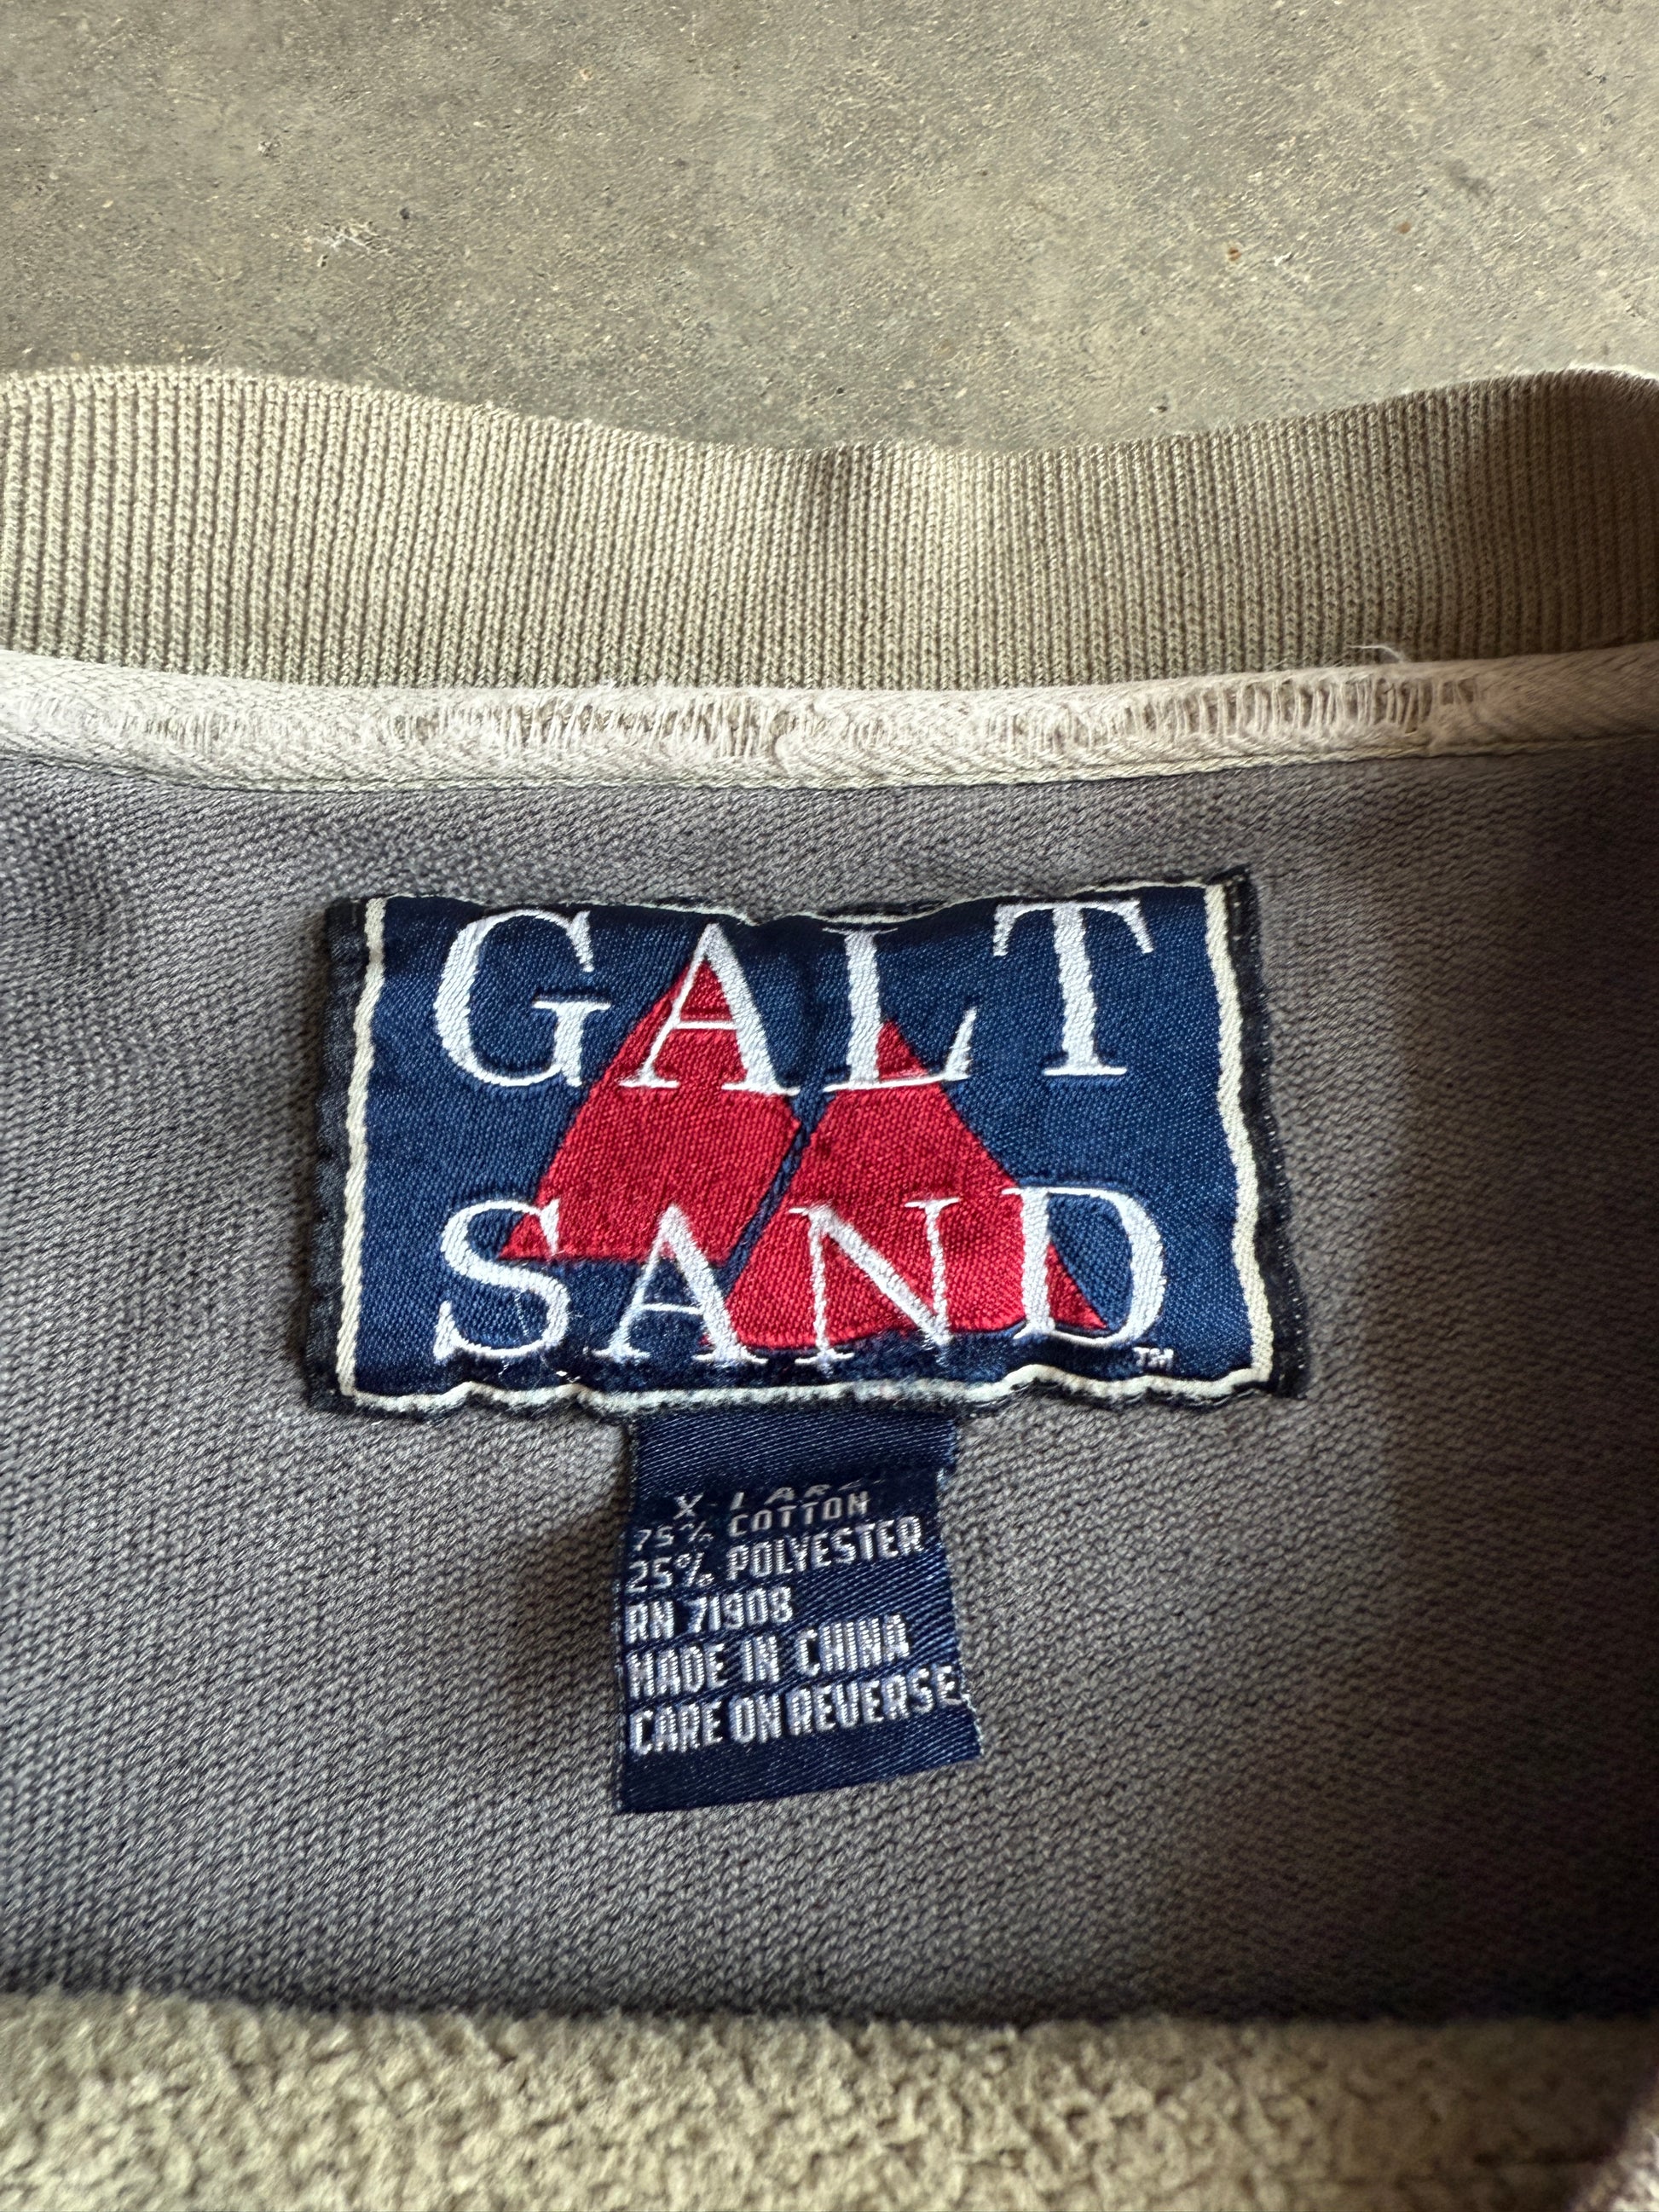 GALT
SAND
TM
X-LARGE
75% COTTON
25% POLYESTER
RN 71908
MADE IN CHINA
CARE ON REVERSE